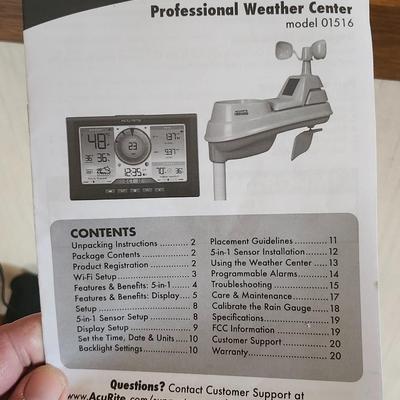 Professional Weather Center
model 01516
CONTENTS
Unpacking Instructions .......... 2
Package Contents ............... 2
Product Registration ............. 2
Wi-Fi Setup ....................... 3
Features & Benefits: 5-in-1 ...... 4
Features & Benefits: Display ..... 5
Setup .............................. 8
5-in-1 Sensor Setup ............. 8
Display Setup .................... 9
Set the Time, Date & Units ..... 10
Backlight Settings ............... 10
Placement Guidelines .......... 11
5-in-1 Sensor Installation ....... 12
Using the Weather Center ..... 13
Programmable Alarms .......... 14
Troubleshooting ................. 15
Care & Maintenance ........... 17
Calibrate the Rain Gauge ...... 18
Specifications .................... 19
FCC Information ................ 19
Customer Support .............. 20
Warranty ......................... 20
Questions? Contact Customer Support at